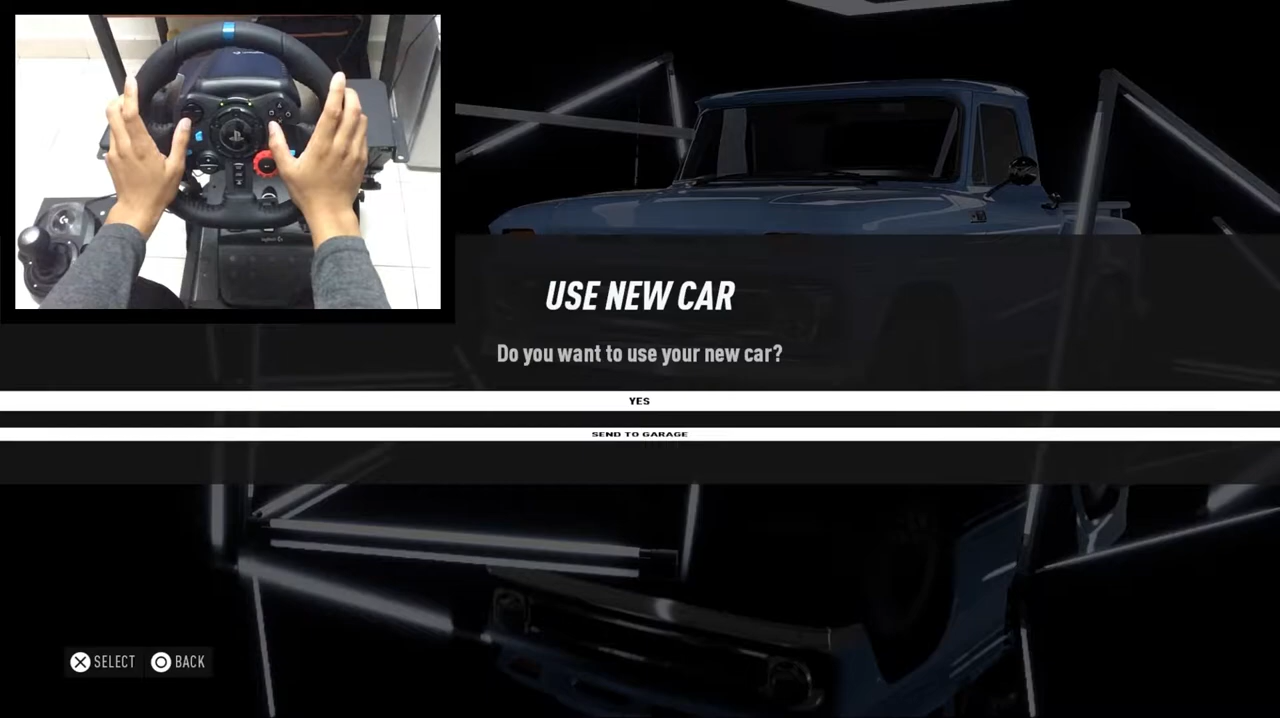 USE NEW CAR
Do you want to use your new car?
YES
SEND TO GARAGE
SELECT
BACK